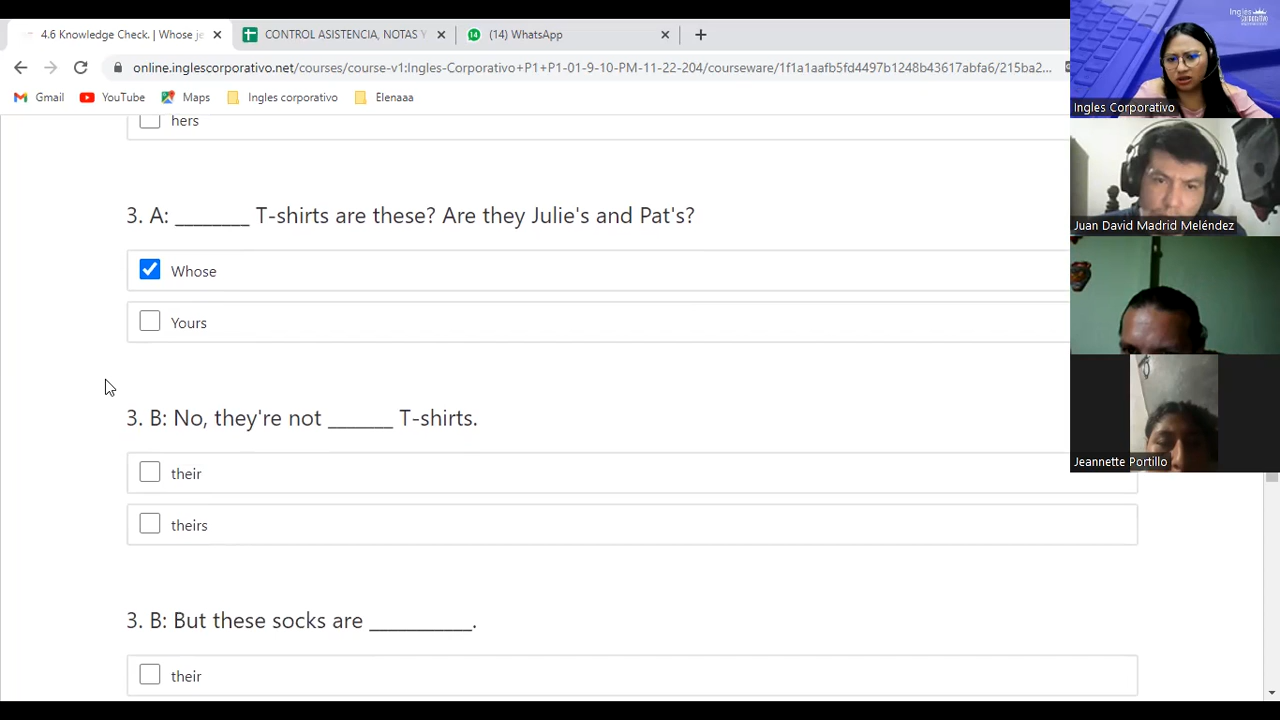 4.6 Knowledge Check. | Whose je
CONTROL ASISTENCIA, NOTAS Y
(14) WhatsApp
online.inglescorporativo.net/courses/course-v1:Ingles-Corporativo+P1+P1-01-9-10-PM-11-22-204/courseware/1f1a1aafb5fd4497b1248b43617abfa6/215ba2...
Gmail
YouTube
Maps
Ingles corporativo
Elenaaa
hers
3. A: ________ T-shirts are these? Are they Julie's and Pat's?
Whose
Yours
3. B: No, they're not _______ T-shirts.
their
theirs
3. B: But these socks are ___________.
their
Ingles Corporativo
Juan David Madrid Meléndez
Jeannette Portillo